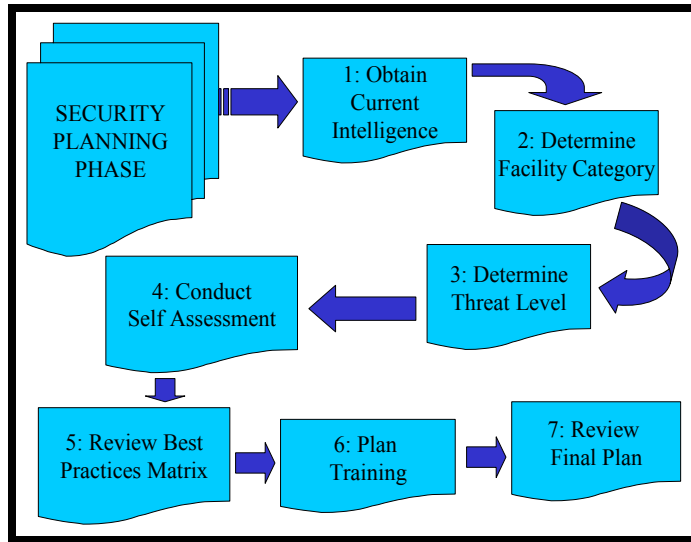 SECURITY
PLANNING
PHASE
1: Obtain
Current
Intelligence
2: Determine
Facility Category
3: Determine
Threat Level
4: Conduct
Self Assessment
5: Review Best
Practices Matrix
6: Plan
Training
7: Review
Final Plan